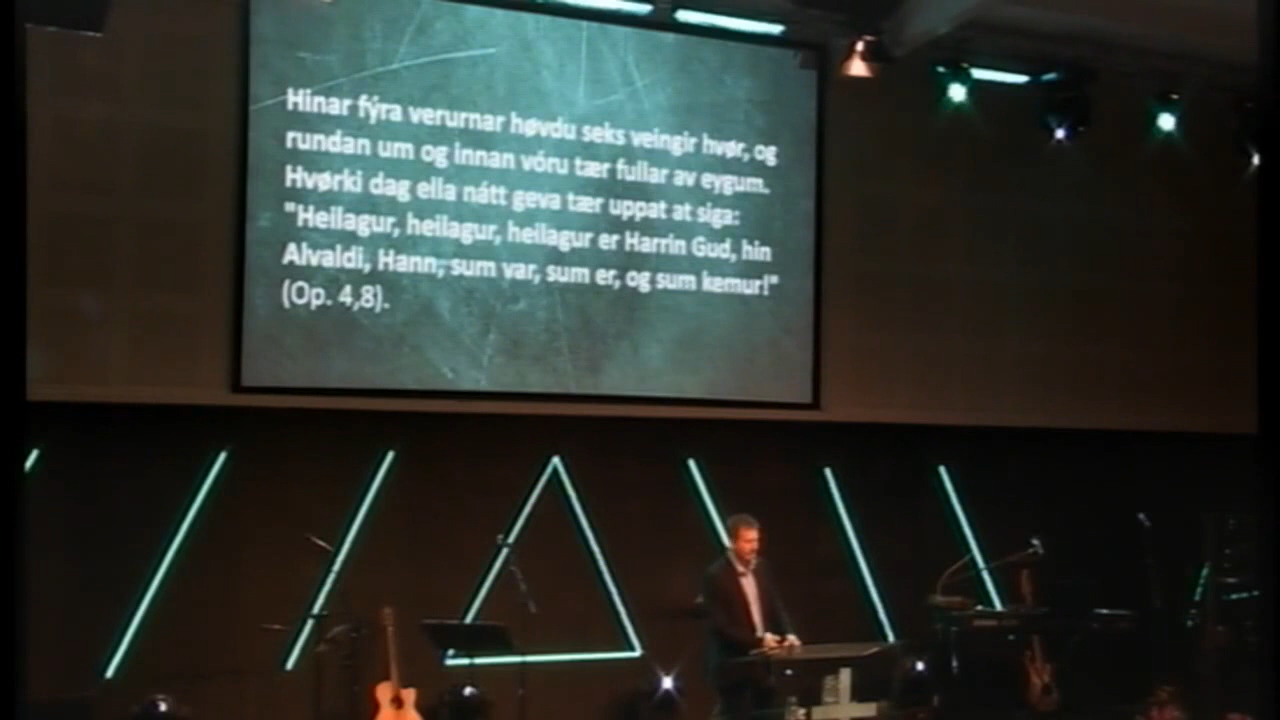 Hinar fýra verurnar høvdu seks veingir hvør, og
rundan um og innan vóru tær fullar av eygum.
Hvørki dag ella nátt geva tær uppat at siga:
"Heilagur, heilagur, heilagur er Harrin Gud, hin
Alvaldi, Hann, sum var, sum er, og sum kemur!"
(Op. 4,8).